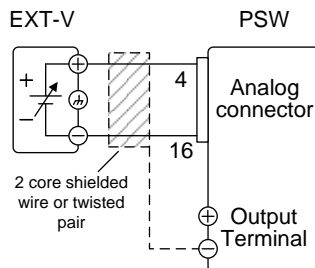 EXT-V
PSW
+
-
+
-
4
16
Analog
connector
2 core shielded
wire or twisted
pair
+
-
Output
Terminal